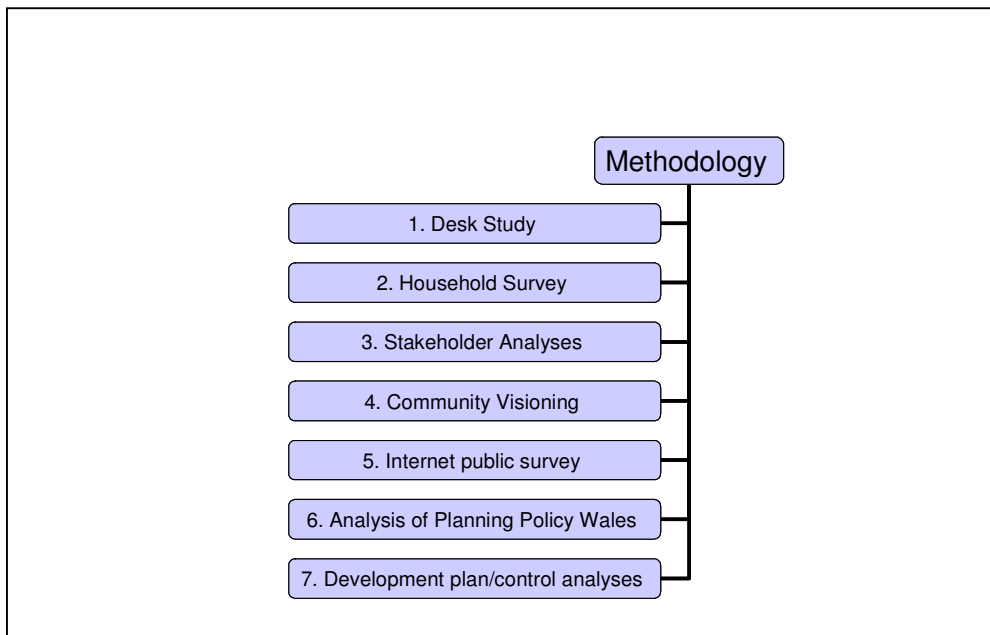 Methodology
1. Desk Study
2. Household Survey
3. Stakeholder Analyses
4. Community Visioning
5. Internet public survey
6. Analysis of Planning Policy Wales
7. Development plan/control analyses